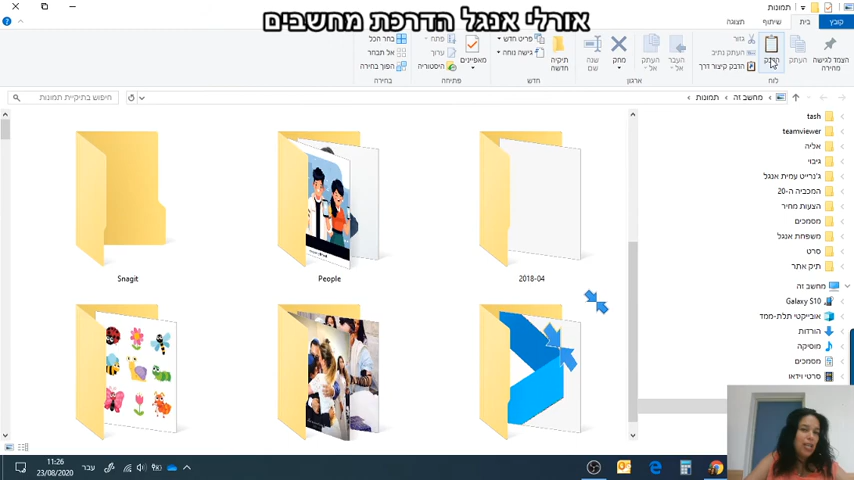 אורלי אנגל הדרכת מחשבים
קובץ
בית
שיתוף
תצוגה
הצמד לגישה מהירה
העתק
הדבק
גזור
העתק נתיב
הדבק קיצור דרך
לוח
העבר אל
העתק אל
מחק
שנה שם
ארגון
תיקיה חדשה
פריט חדש
גישה נוחה
חדש
מאפיינים
פתח
ערוך
היסטוריה
פתיחה
בחר הכל
אל תבחר
הפוך בחירה
בחירה
מחשב זה
תמונות
חיפוש בתיקיית תמונות
tash
teamviewer
אליה
גיבוי
ג'נרייט עמית אנגל
המכביה ה-20
הצעות מחיר
מסמכים
משפחת אנגל
סרט
תיק אתר
מחשב זה
Galaxy S10
אובייקטי תלת-ממד
הורדות
מוסיקה
מסמכים
סרטי וידאו
2018-04
People
Snagit
עבר
11:26
23/08/2020